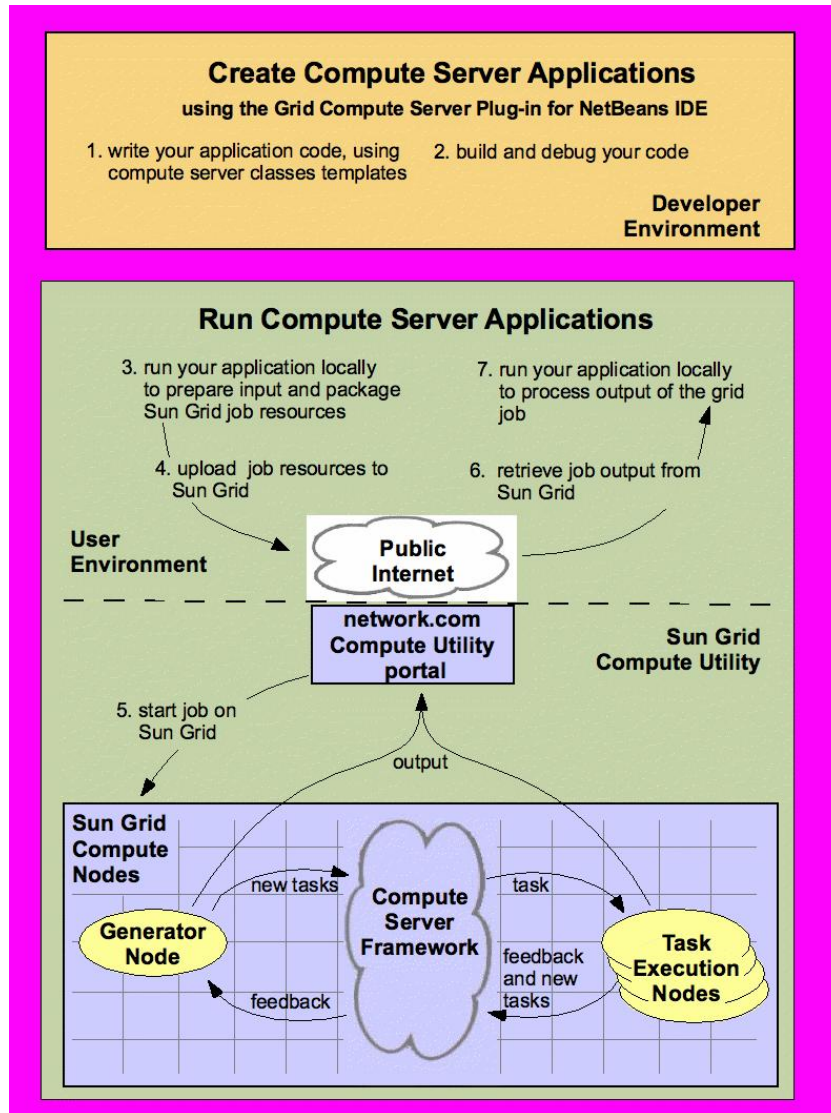 Create Compute Server Applications
using the Grid Compute Server Plug-in for NetBeans IDE
1. write your application code, using
compute server classes templates
2. build and debug your code
Developer
Environment
Run Compute Server Applications
3. run your application locally
to prepare input and package
Sun Grid job resources
7. run your application locally
to process output of the grid
job
4. upload job resources to
Sun Grid
6. retrieve job output from
Sun Grid
User
Environment
Public
Internet
network.com
Compute Utility
portal
Sun Grid
Compute Utility
5. start job on
Sun Grid
output
Sun Grid
Compute
Nodes
new tasks
Compute
Server
Framework
task
Generator
Node
feedback
feedback
and new
tasks
Task
Execution
Nodes